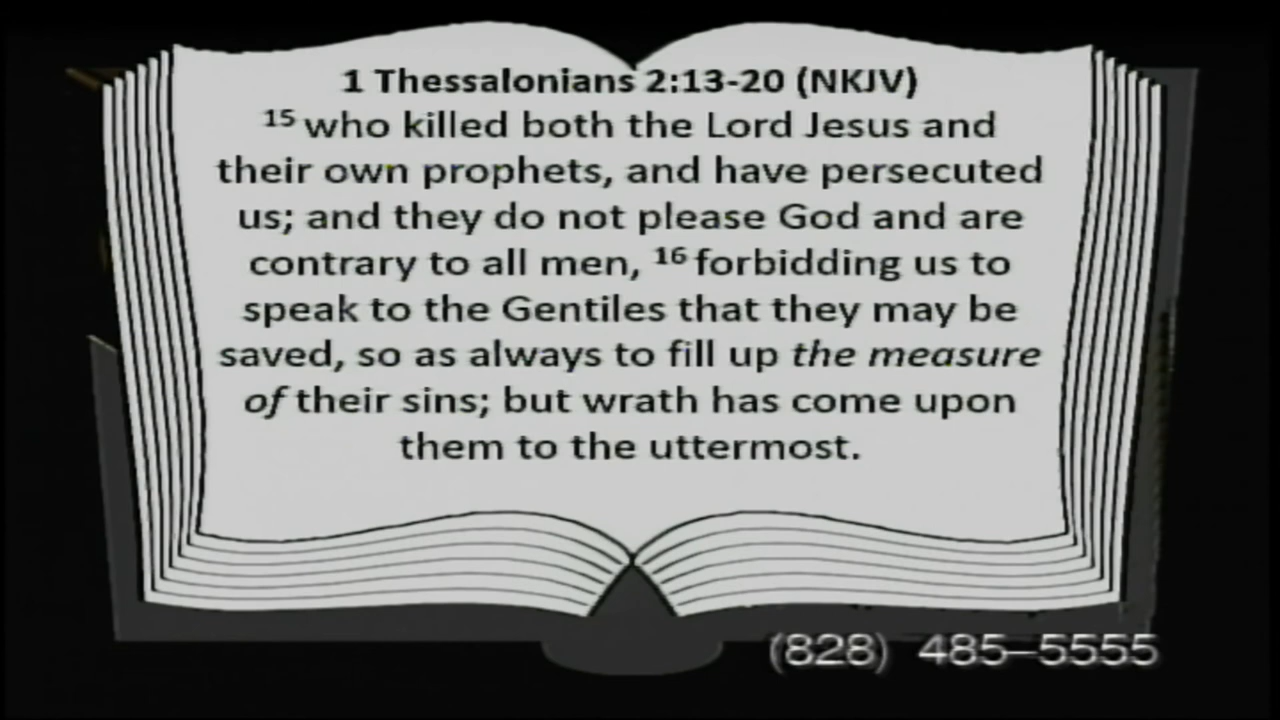 1 Thessalonians 2:13-20 (NKJV)
15 who killed both the Lord Jesus and
their own prophets, and have persecuted
us; and they do not please God and are
contrary to all men, 16 forbidding us to
speak to the Gentiles that they may be
saved, so as always to fill up the measure
of their sins; but wrath has come upon
them to the uttermost.
(828) 485-5555